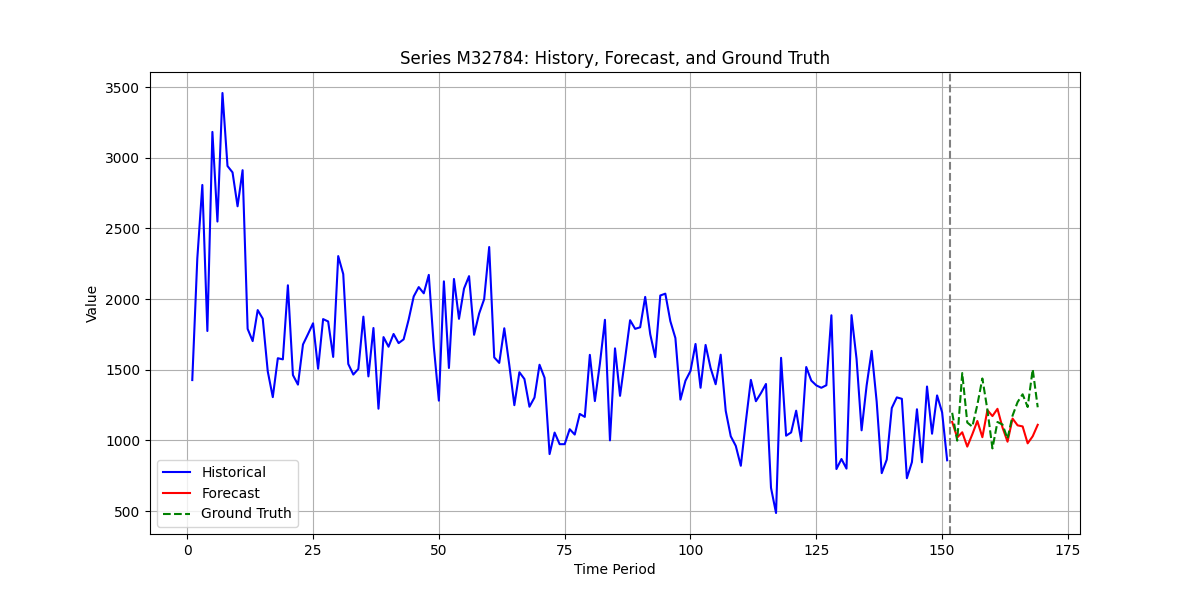 Series M32784: History, Forecast, and Ground Truth
Value
3500
3000
2500
2000
1500
1000
500
Historical
Forecast
Ground Truth
0 25 50 75 100 125 150 175
Time Period